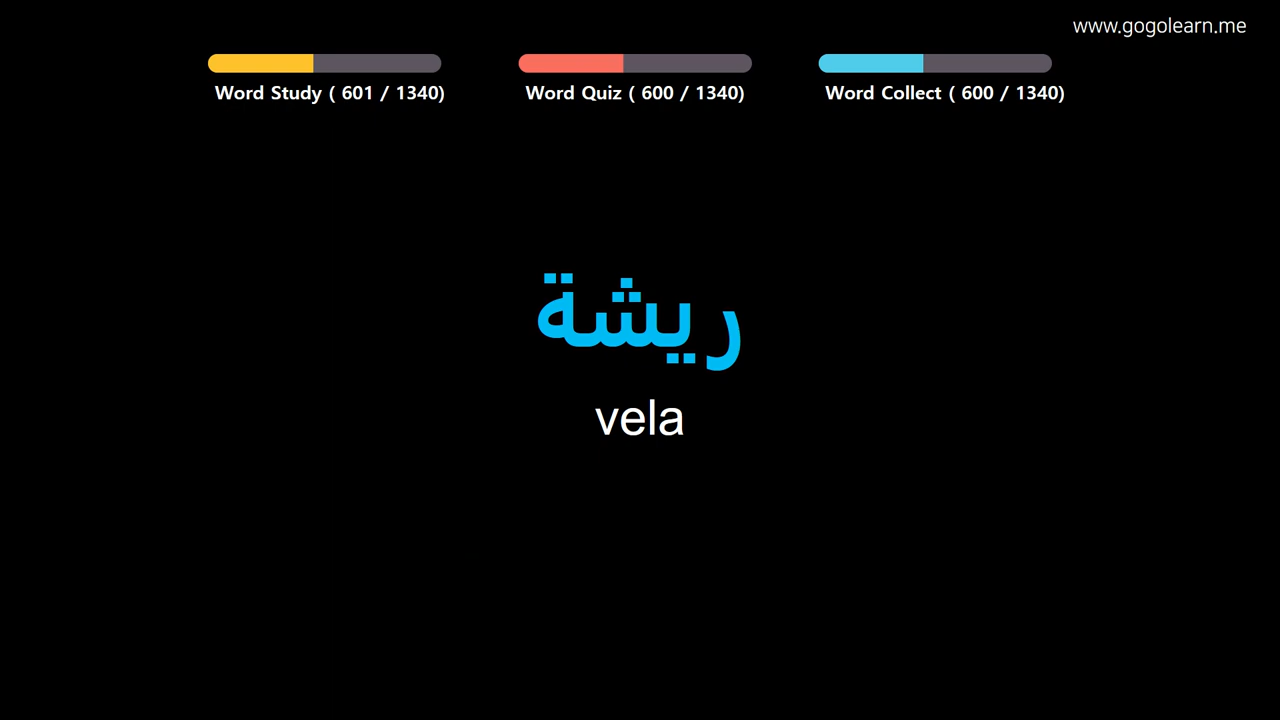 www.gogolearn.me
Word Study ( 601 / 1340)
Word Quiz ( 600 / 1340)
Word Collect ( 600 / 1340)
ريشة
vela